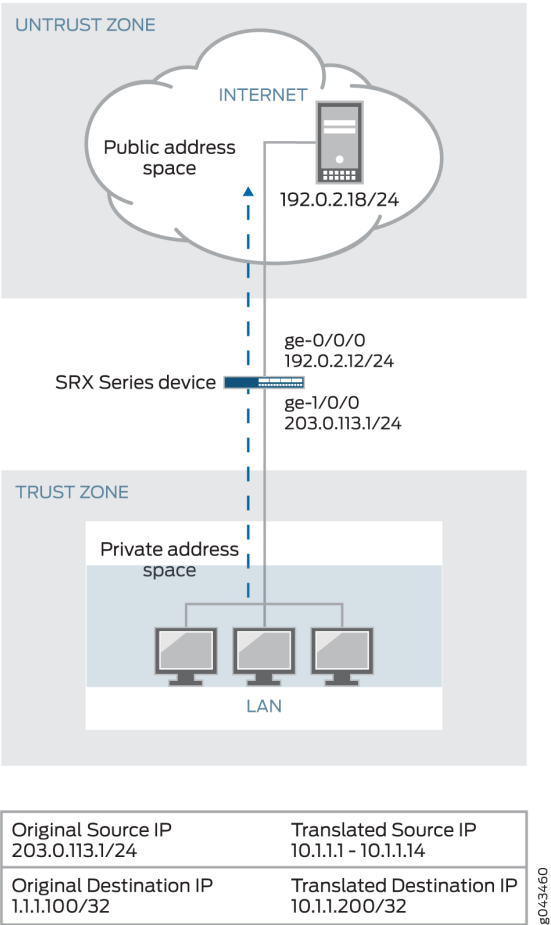 UNTRUST ZONE
INTERNET
Public address
space
192.0.2.18/24
ge-0/0/0
192.0.2.12/24
SRX Series device
ge-1/0/0
203.0.113.1/24
TRUST ZONE
Private address
space
LAN
Original Source IP
203.0.113.1/24
Translated Source IP
10.1.1.1 - 10.1.1.14
Original Destination IP
1.1.1.100/32
Translated Destination IP
10.1.1.200/32
g043460